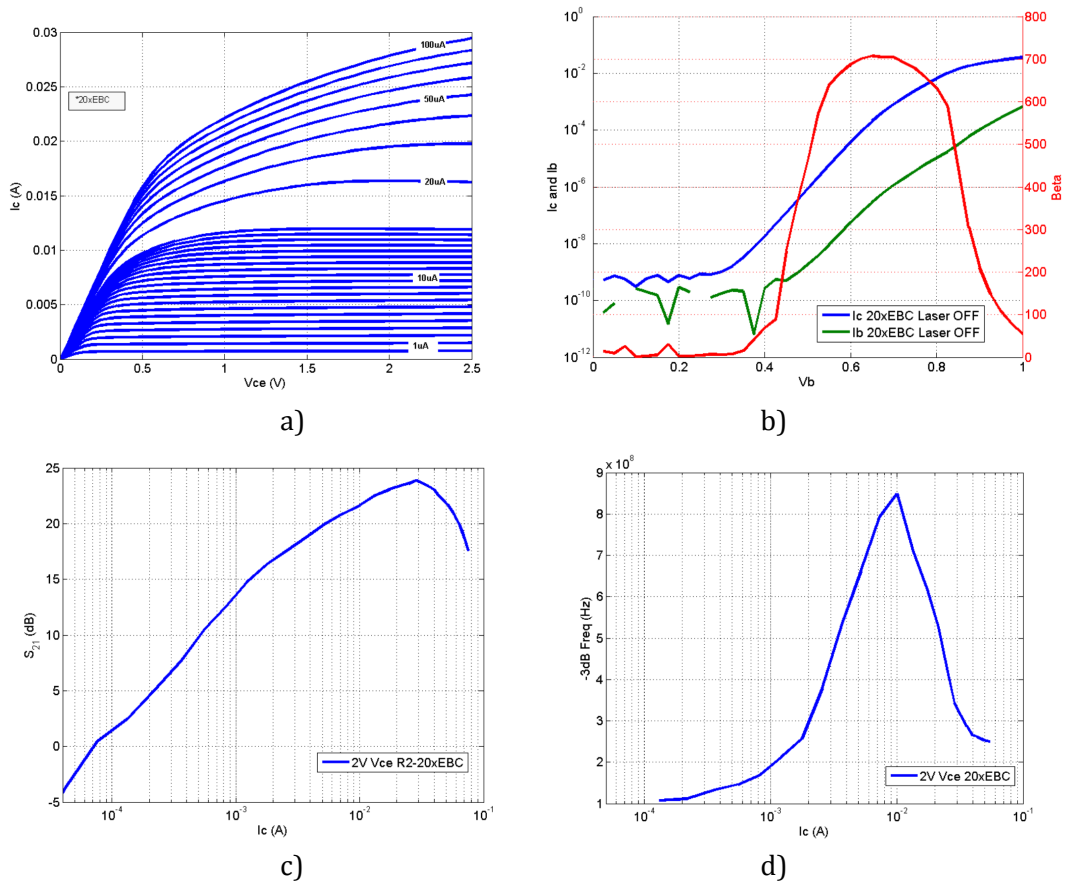 0.03
0.025
0.02
0.015
0.01
0.005
0
Ic (A)
*20xEBC
100uA
50uA
20uA
10uA
1uA
0 0.5 1 1.5 2 2.5
Vce (V)
a)
10^0
10^-2
10^-4
10^-6
10^-8
10^-10
10^-12
Ic and Ib
800
700
600
500
400
300
200
100
0
Beta
Ic 20xEBC Laser OFF
Ib 20xEBC Laser OFF
0 0.2 0.4 0.6 0.8 1
Vb
b)
25
20
15
10
5
0
-5
S21 (dB)
2V Vce R2-20xEBC
10^-4 10^-3 10^-2 10^-1
Ic (A)
c)
x 10^8
9
8
7
6
5
4
3
2
1
-3dB Freq (Hz)
2V Vce 20xEBC
10^-4 10^-3 10^-2 10^-1
Ic (A)
d)